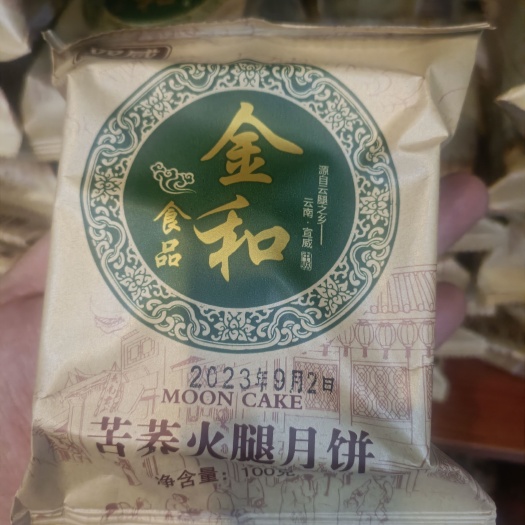 金和
食品
源自云腿之乡——
云南·宣威
2023年9月2日
MOON CAKE
苦荞火腿月饼
净含量：100克